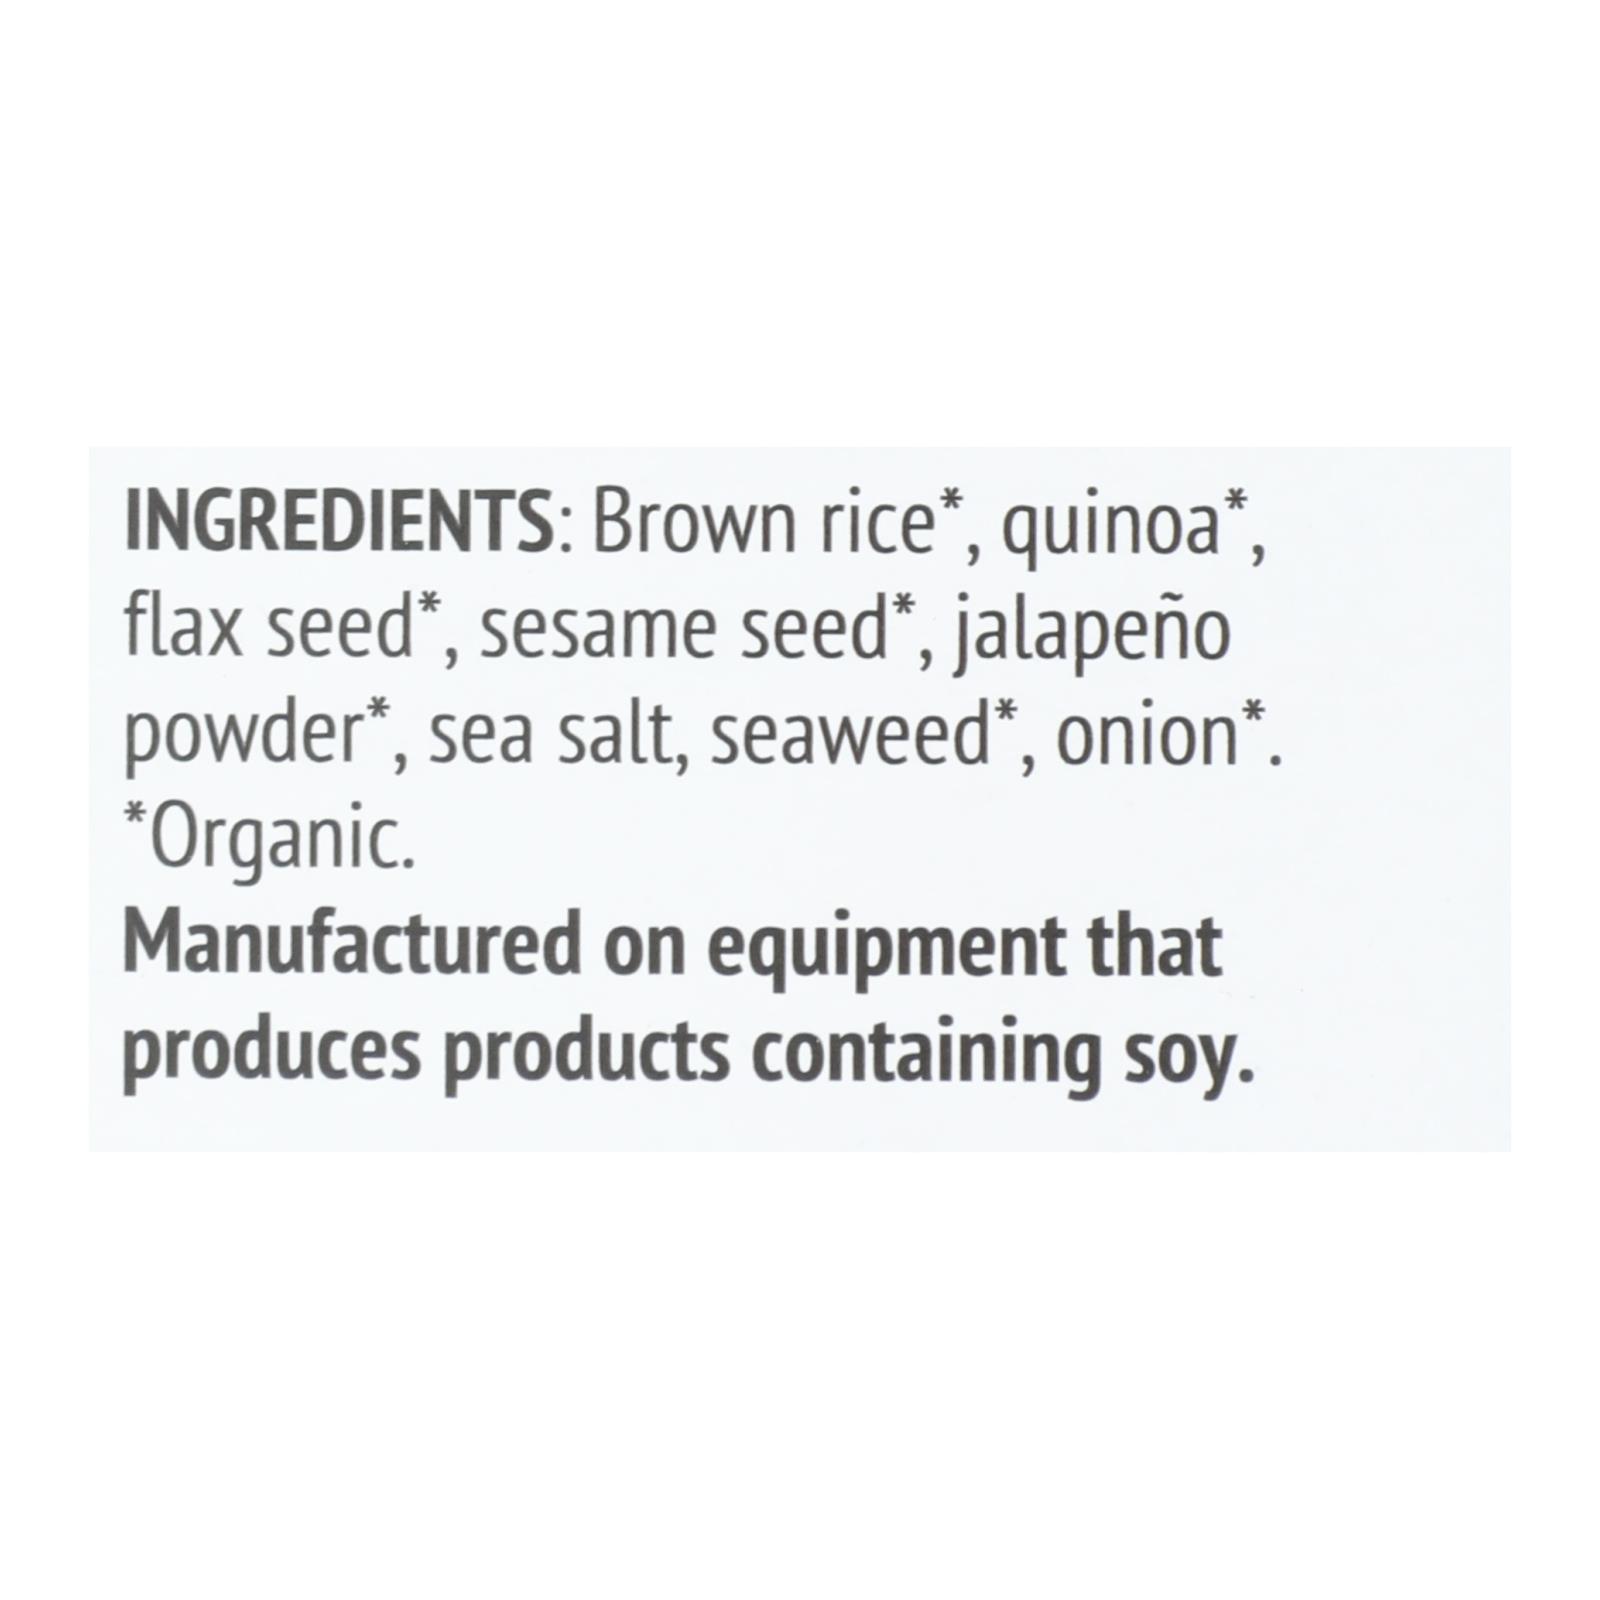 INGREDIENTS: Brown rice*, quinoa*,
flax seed*, sesame seed*, jalapeño
powder*, sea salt, seaweed*, onion*.
*Organic.
Manufactured on equipment that
produces products containing soy.